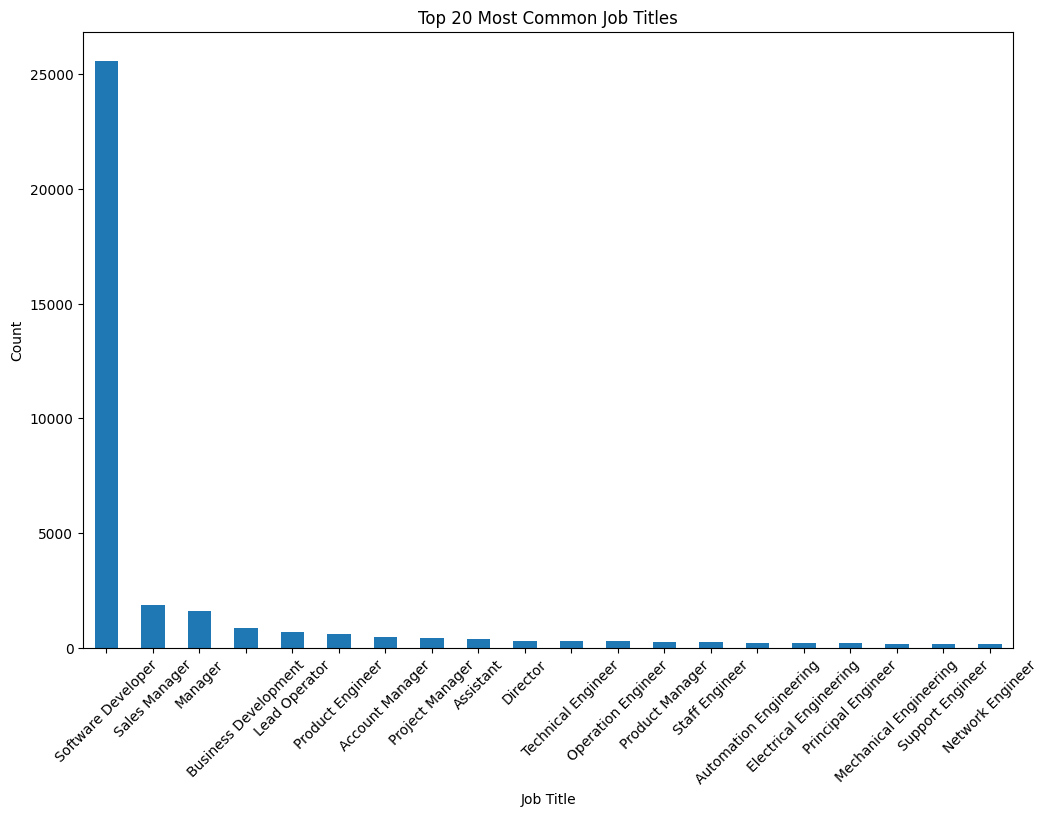 Top 20 Most Common Job Titles
Count
25000
20000
15000
10000
5000
0
Software Developer
Sales Manager
Manager
Business Development
Lead Operator
Product Engineer
Account Manager
Project Manager
Assistant
Director
Technical Engineer
Operation Engineer
Product Manager
Staff Engineer
Automation Engineering
Electrical Engineering
Principal Engineer
Mechanical Engineering
Support Engineer
Network Engineer
Job Title